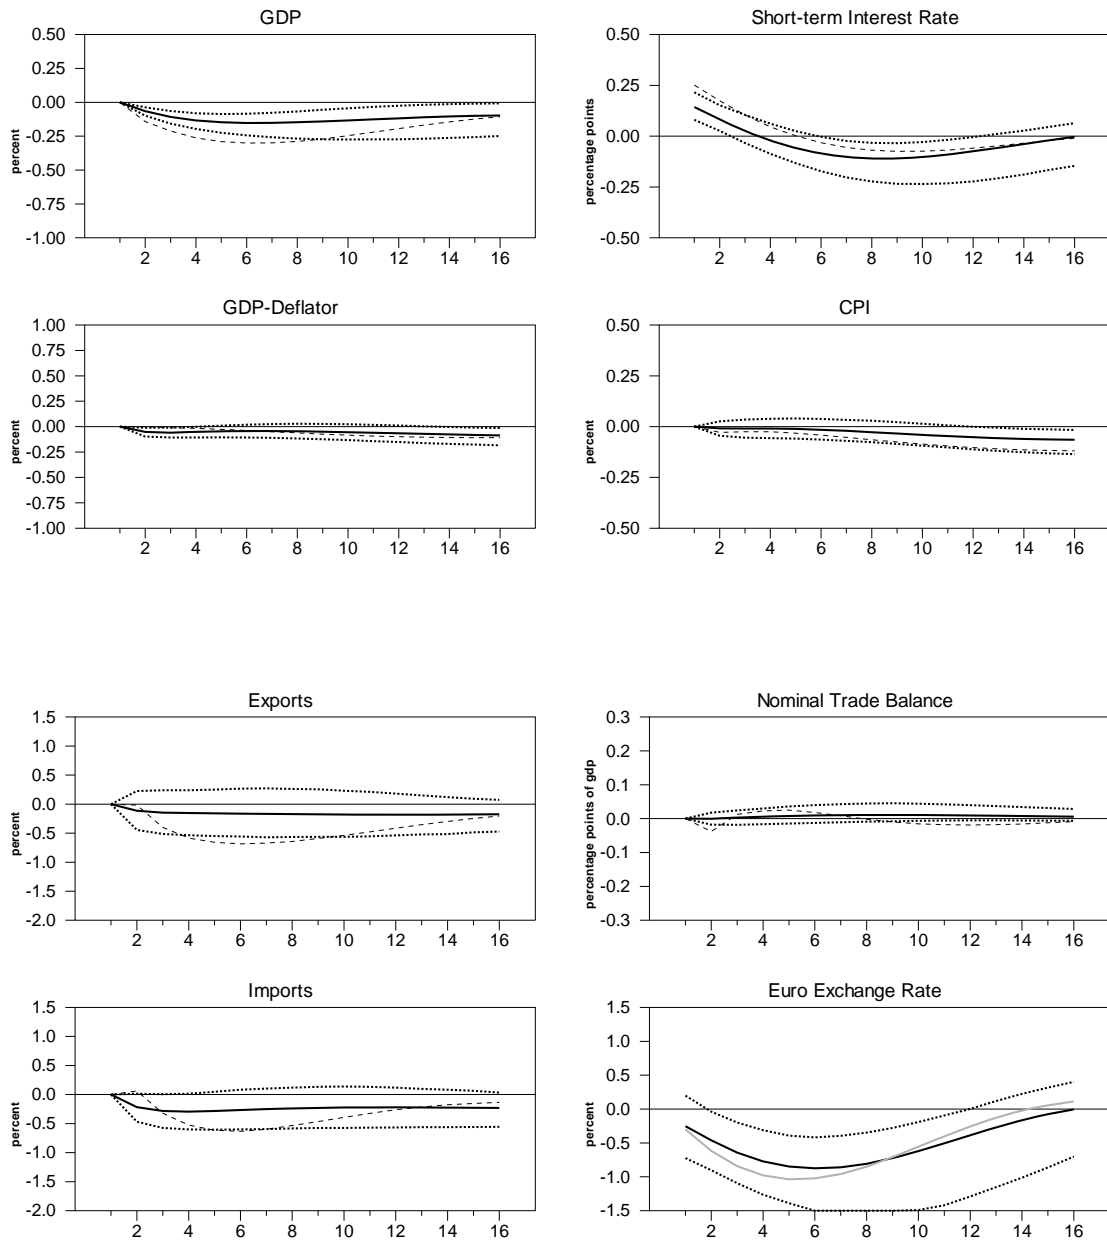 GDP
0.50
0.25
0.00
-0.25
-0.50
-0.75
-1.00
percent
2 4 6 8 10 12 14 16
Short-term Interest Rate
0.50
0.25
0.00
-0.25
-0.50
percentage points
2 4 6 8 10 12 14 16
GDP-Deflator
1.00
0.75
0.50
0.25
0.00
-0.25
-0.50
-0.75
-1.00
percent
2 4 6 8 10 12 14 16
CPI
0.50
0.25
0.00
-0.25
-0.50
percent
2 4 6 8 10 12 14 16
Exports
1.5
1.0
0.5
0.0
-0.5
-1.0
-1.5
-2.0
percent
2 4 6 8 10 12 14 16
Nominal Trade Balance
0.3
0.2
0.1
0.0
-0.1
-0.2
-0.3
percentage points of gdp
2 4 6 8 10 12 14 16
Imports
1.5
1.0
0.5
0.0
-0.5
-1.0
-1.5
-2.0
percent
2 4 6 8 10 12 14 16
Euro Exchange Rate
1.5
1.0
0.5
0.0
-0.5
-1.0
-1.5
percent
2 4 6 8 10 12 14 16